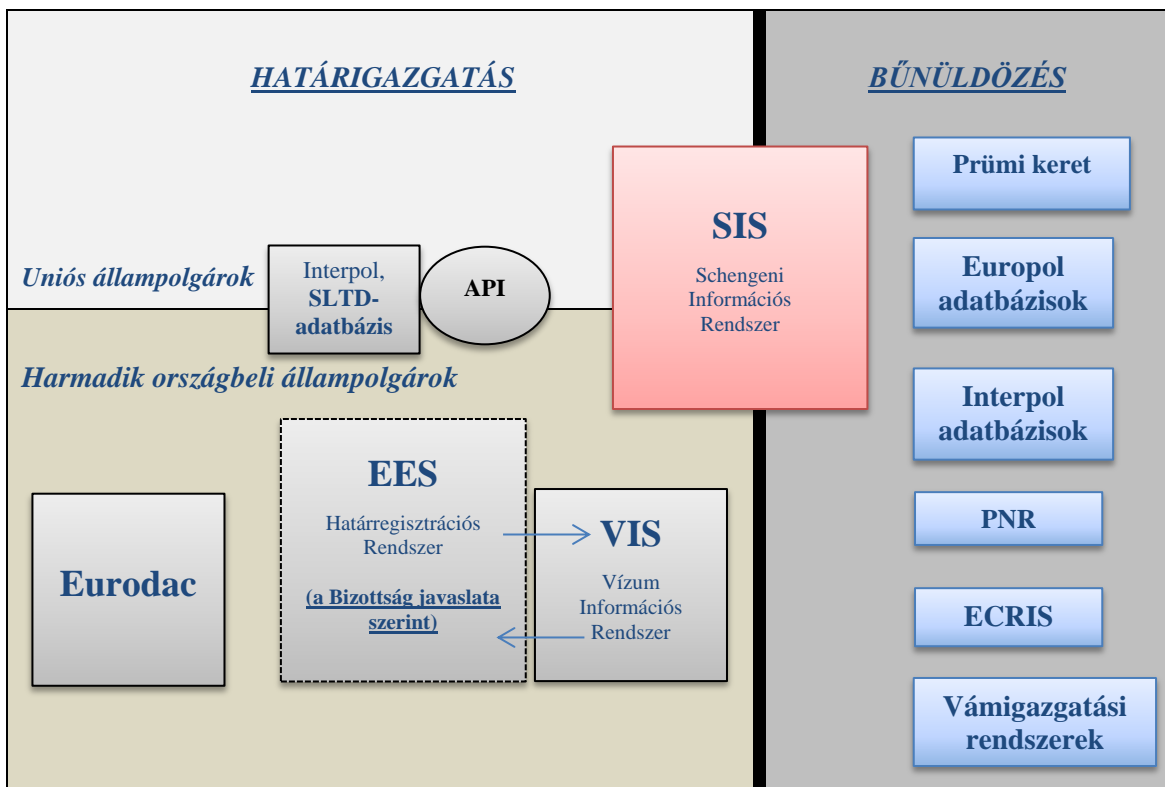 HATÁRIGAZGATÁS
BŰNÜLDÖZÉS
Prümi keret
SIS
Schengeni
Információs
Rendszer
Uniós állampolgárok
Interpol,
SLTD-
adatbázis
API
Europol
adatbázisok
Harmadik országbeli állampolgárok
Interpol
adatbázisok
EES
Határregisztrációs
Rendszer
(a Bizottság javaslata
szerint)
VIS
Vízum
Információs
Rendszer
Eurodac
PNR
ECRIS
Vámigazgatási
rendszerek